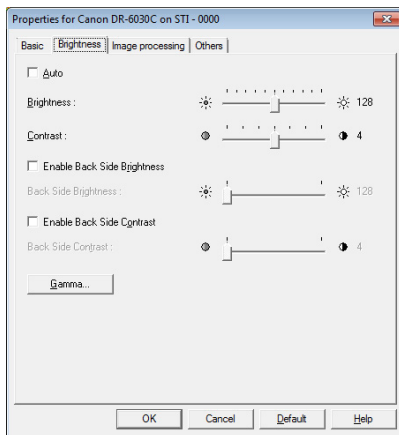 Properties for Canon DR-6030C on STI - 0000
Basic Brightness Image processing Others
Auto
Brightness : 128
Contrast : 4
Enable Back Side Brightness
Back Side Brightness : 128
Enable Back Side Contrast
Back Side Contrast : 4
Gamma...
OK Cancel Default Help